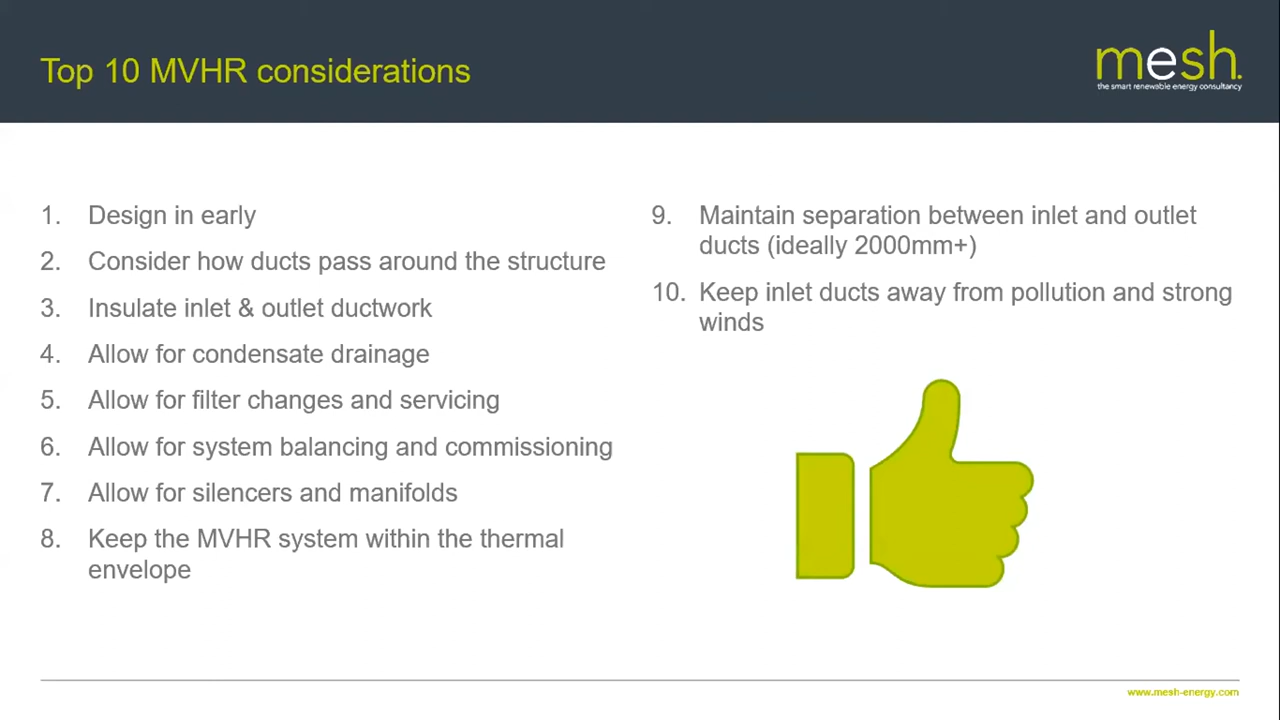 Top 10 MVHR considerations
mesh.
the smart renewable energy consultancy
1. Design in early
2. Consider how ducts pass around the structure
3. Insulate inlet & outlet ductwork
4. Allow for condensate drainage
5. Allow for filter changes and servicing
6. Allow for system balancing and commissioning
7. Allow for silencers and manifolds
8. Keep the MVHR system within the thermal
envelope
9. Maintain separation between inlet and outlet
ducts (ideally 2000mm+)
10. Keep inlet ducts away from pollution and strong
winds
www.mesh-energy.com